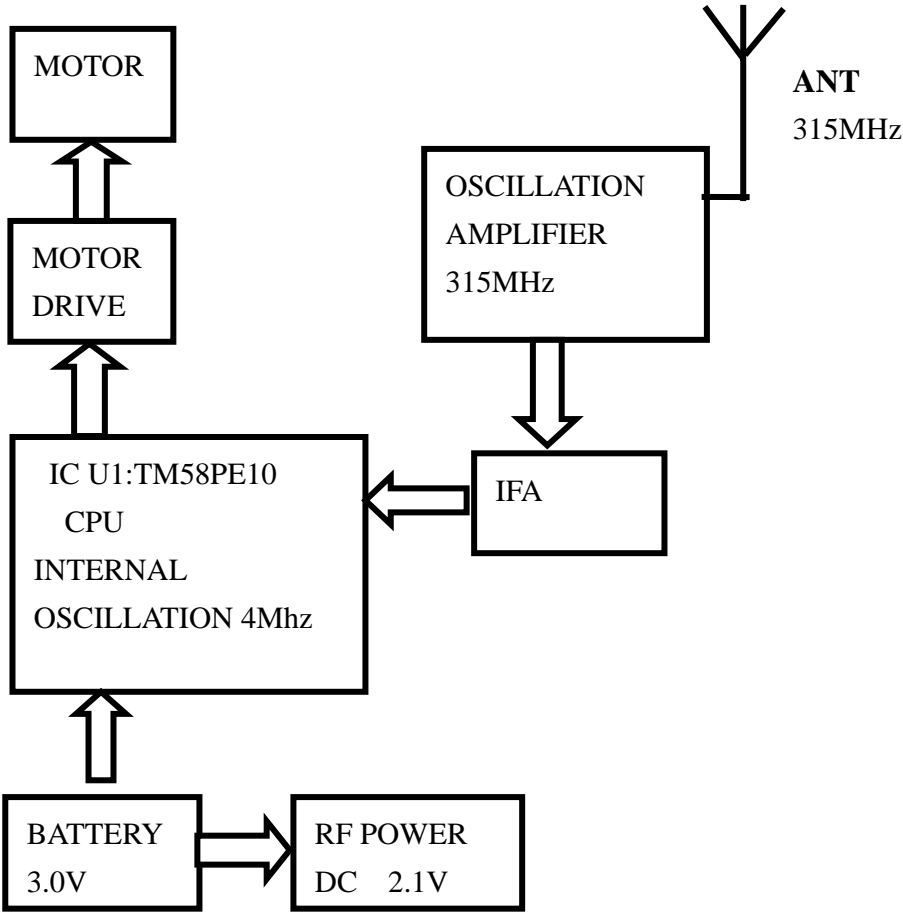 MOTOR
ANT
315MHz
OSCILLATION
AMPLIFIER
315MHz
MOTOR
DRIVE
IC U1:TM58PE10
CPU
INTERNAL
OSCILLATION 4Mhz
IFA
BATTERY
3.0V
RF POWER
DC 2.1V